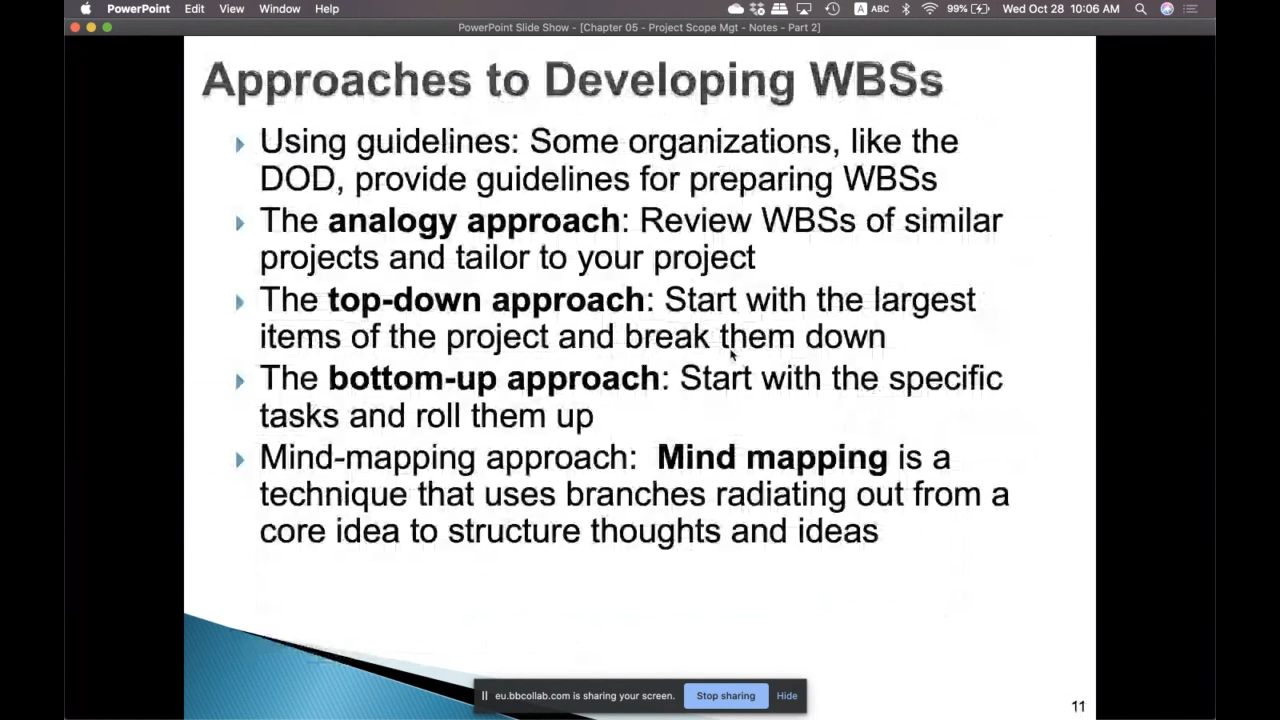 PowerPoint Edit View Window Help ABC 99% Wed Oct 28 10:06 AM
PowerPoint Slide Show - [Chapter 05 - Project Scope Mgt - Notes - Part 2]
Approaches to Developing WBSs
Using guidelines: Some organizations, like the
DOD, provide guidelines for preparing WBSs
The analogy approach: Review WBSs of similar
projects and tailor to your project
The top-down approach: Start with the largest
items of the project and break them down
The bottom-up approach: Start with the specific
tasks and roll them up
Mind-mapping approach: Mind mapping is a
technique that uses branches radiating out from a
core idea to structure thoughts and ideas
eu.bbcollab.com is sharing your screen. Stop sharing Hide
11